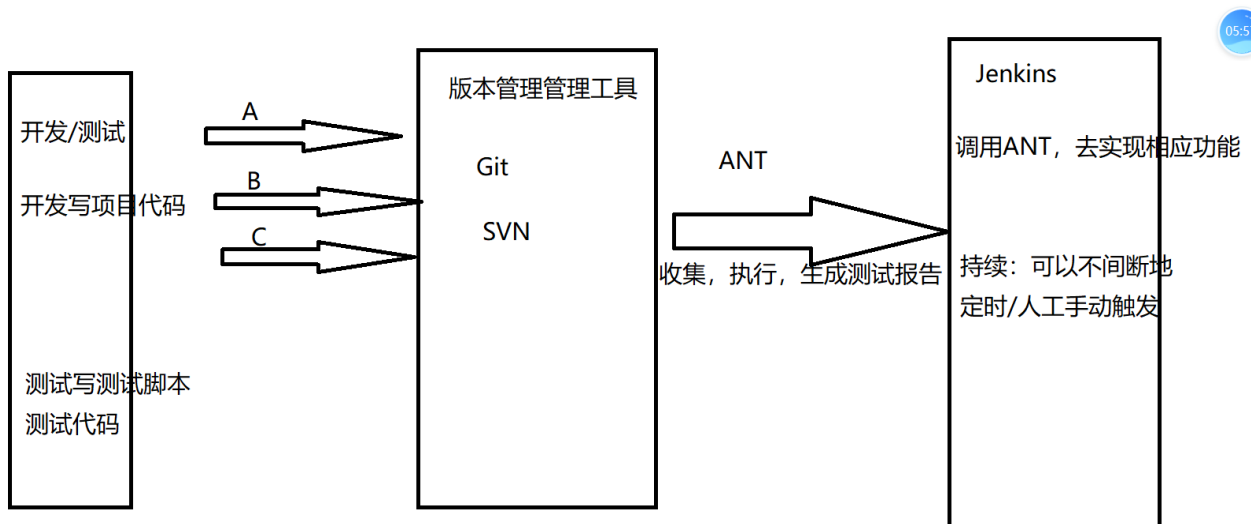 开发/测试
开发写项目代码
测试写测试脚本
测试代码
A
B
C
版本管理管理工具
Git
SVN
ANT
收集，执行，生成测试报告
Jenkins
调用ANT，去实现相应功能
持续：可以不间断地
定时/人工手动触发